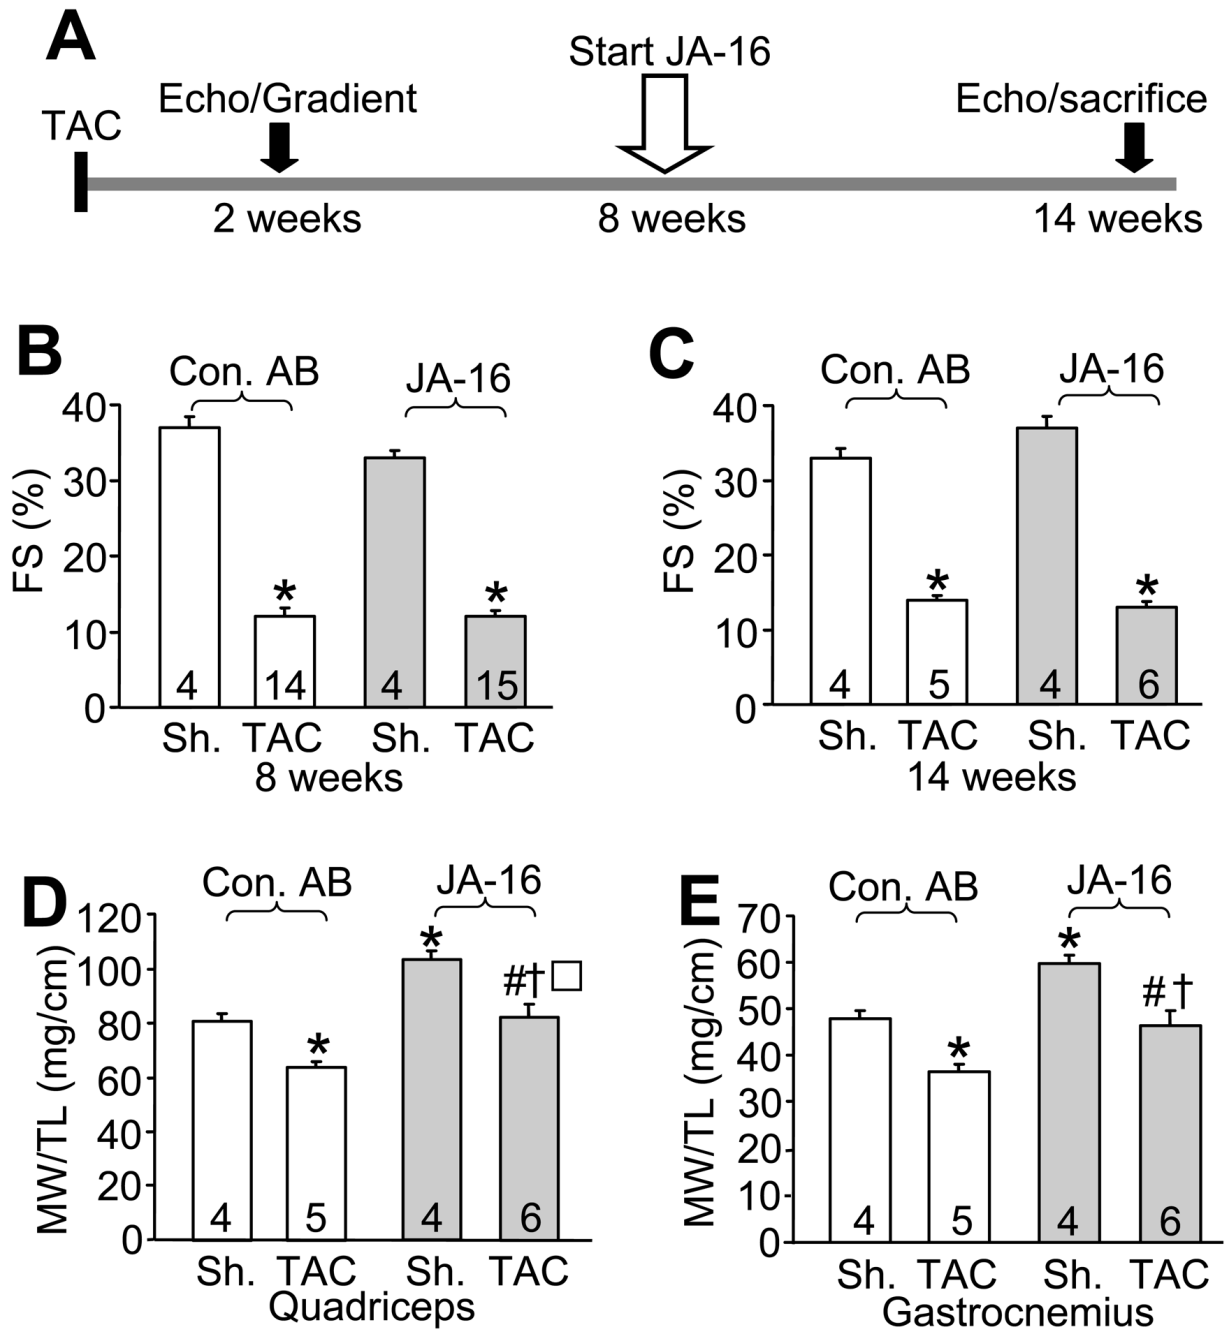 A
Start JA-16
Echo/Gradient
Echo/sacrifice
TAC
2 weeks
8 weeks
14 weeks
B
Con. AB
JA-16
FS (%)
40
30
20
10
0
*
*
4
14
4
15
Sh.
TAC
Sh.
TAC
8 weeks
C
Con. AB
JA-16
FS (%)
40
30
20
10
0
*
*
4
5
4
6
Sh.
TAC
Sh.
TAC
14 weeks
D
Con. AB
JA-16
MW/TL (mg/cm)
120
100
80
60
40
20
0
*
*
#†□
4
5
4
6
Sh.
TAC
Sh.
TAC
Quadriceps
E
Con. AB
JA-16
MW/TL (mg/cm)
70
60
50
40
30
20
10
0
*
*
#†
4
5
4
6
Sh.
TAC
Sh.
TAC
Gastrocnemius